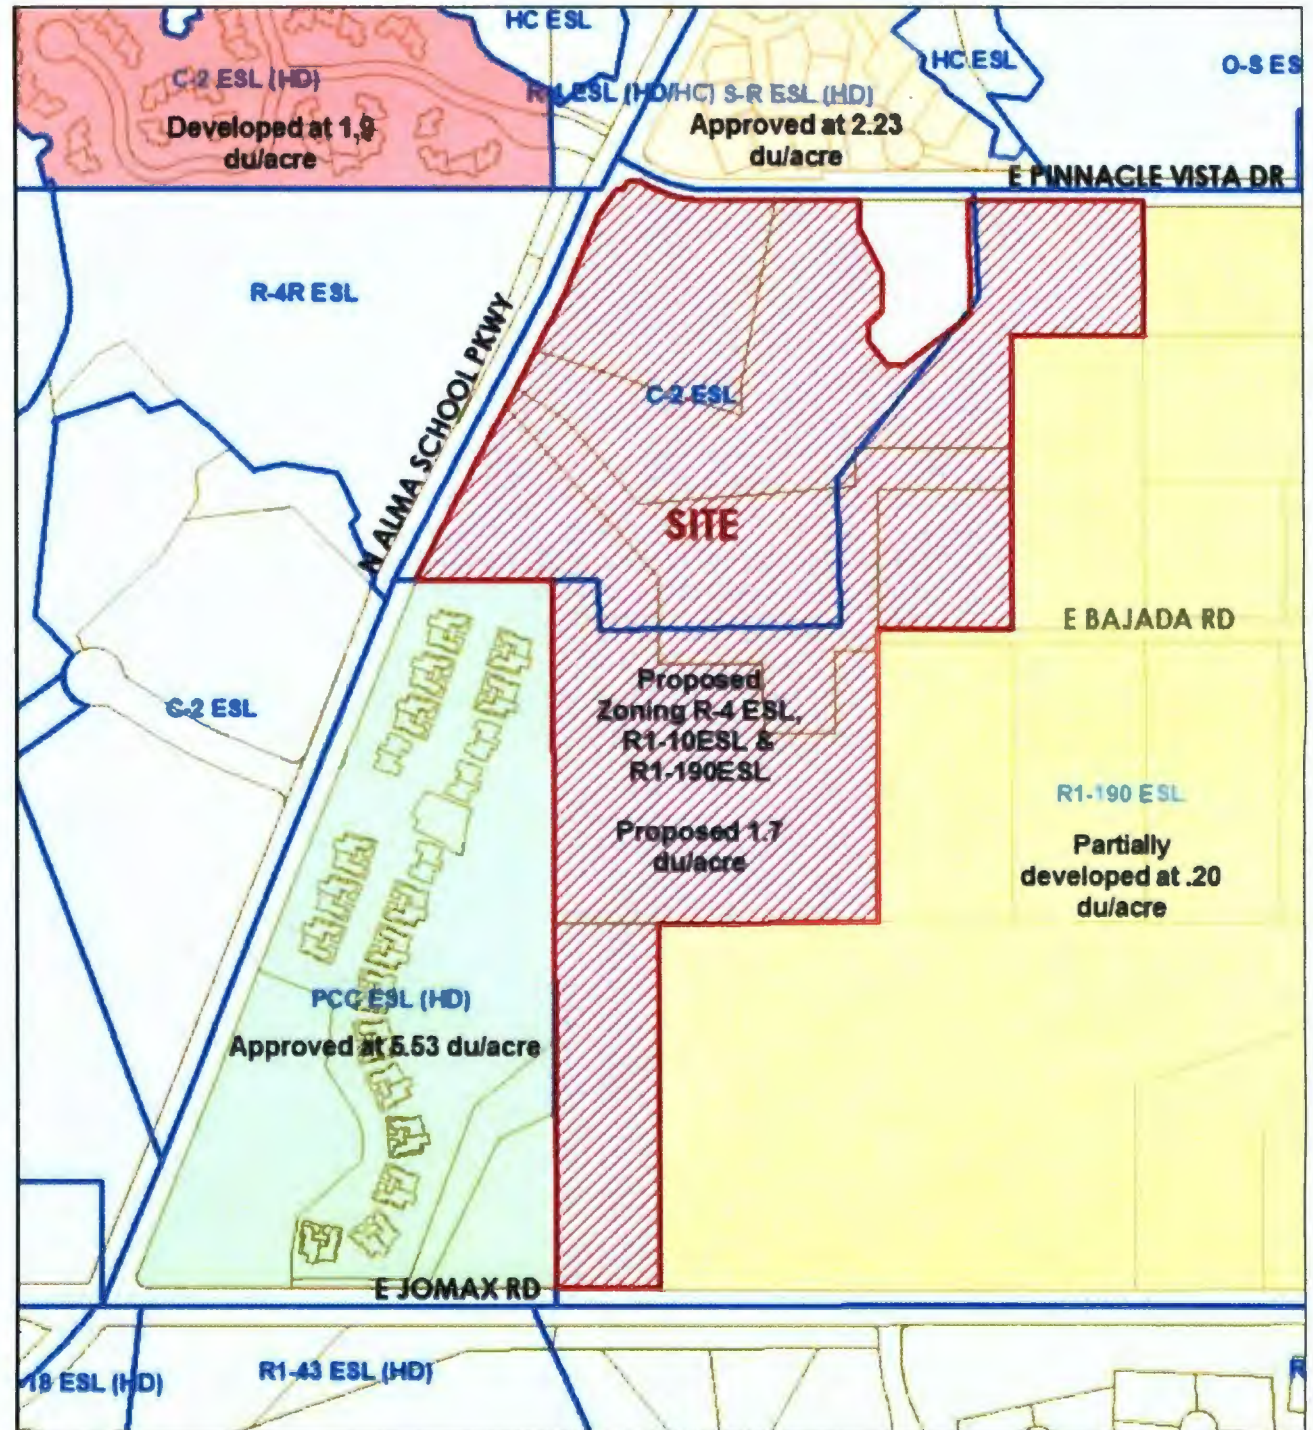 HC ESL
C-2 ESL (HD)
Developed at 1,9
du/acre
ESL (HD/HC) S-R ESL (HD)
Approved at 2.23
du/acre
HC ESL
O-S ES
E PINNACLE VISTA DR
R-4R ESL
N ALMA SCHOOL PKWY
C-2 ESL
SITE
E BAJADA RD
C-2 ESL
Proposed
Zoning R-4 ESL,
R1-10ESL &
R1-190ESL
Proposed 1.7
du/acre
R1-190 ESL
Partially
developed at .20
du/acre
PCC ESL (HD)
Approved at 5.53 du/acre
E JOMAX RD
-18 ESL (HD)
R1-43 ESL (HD)
R